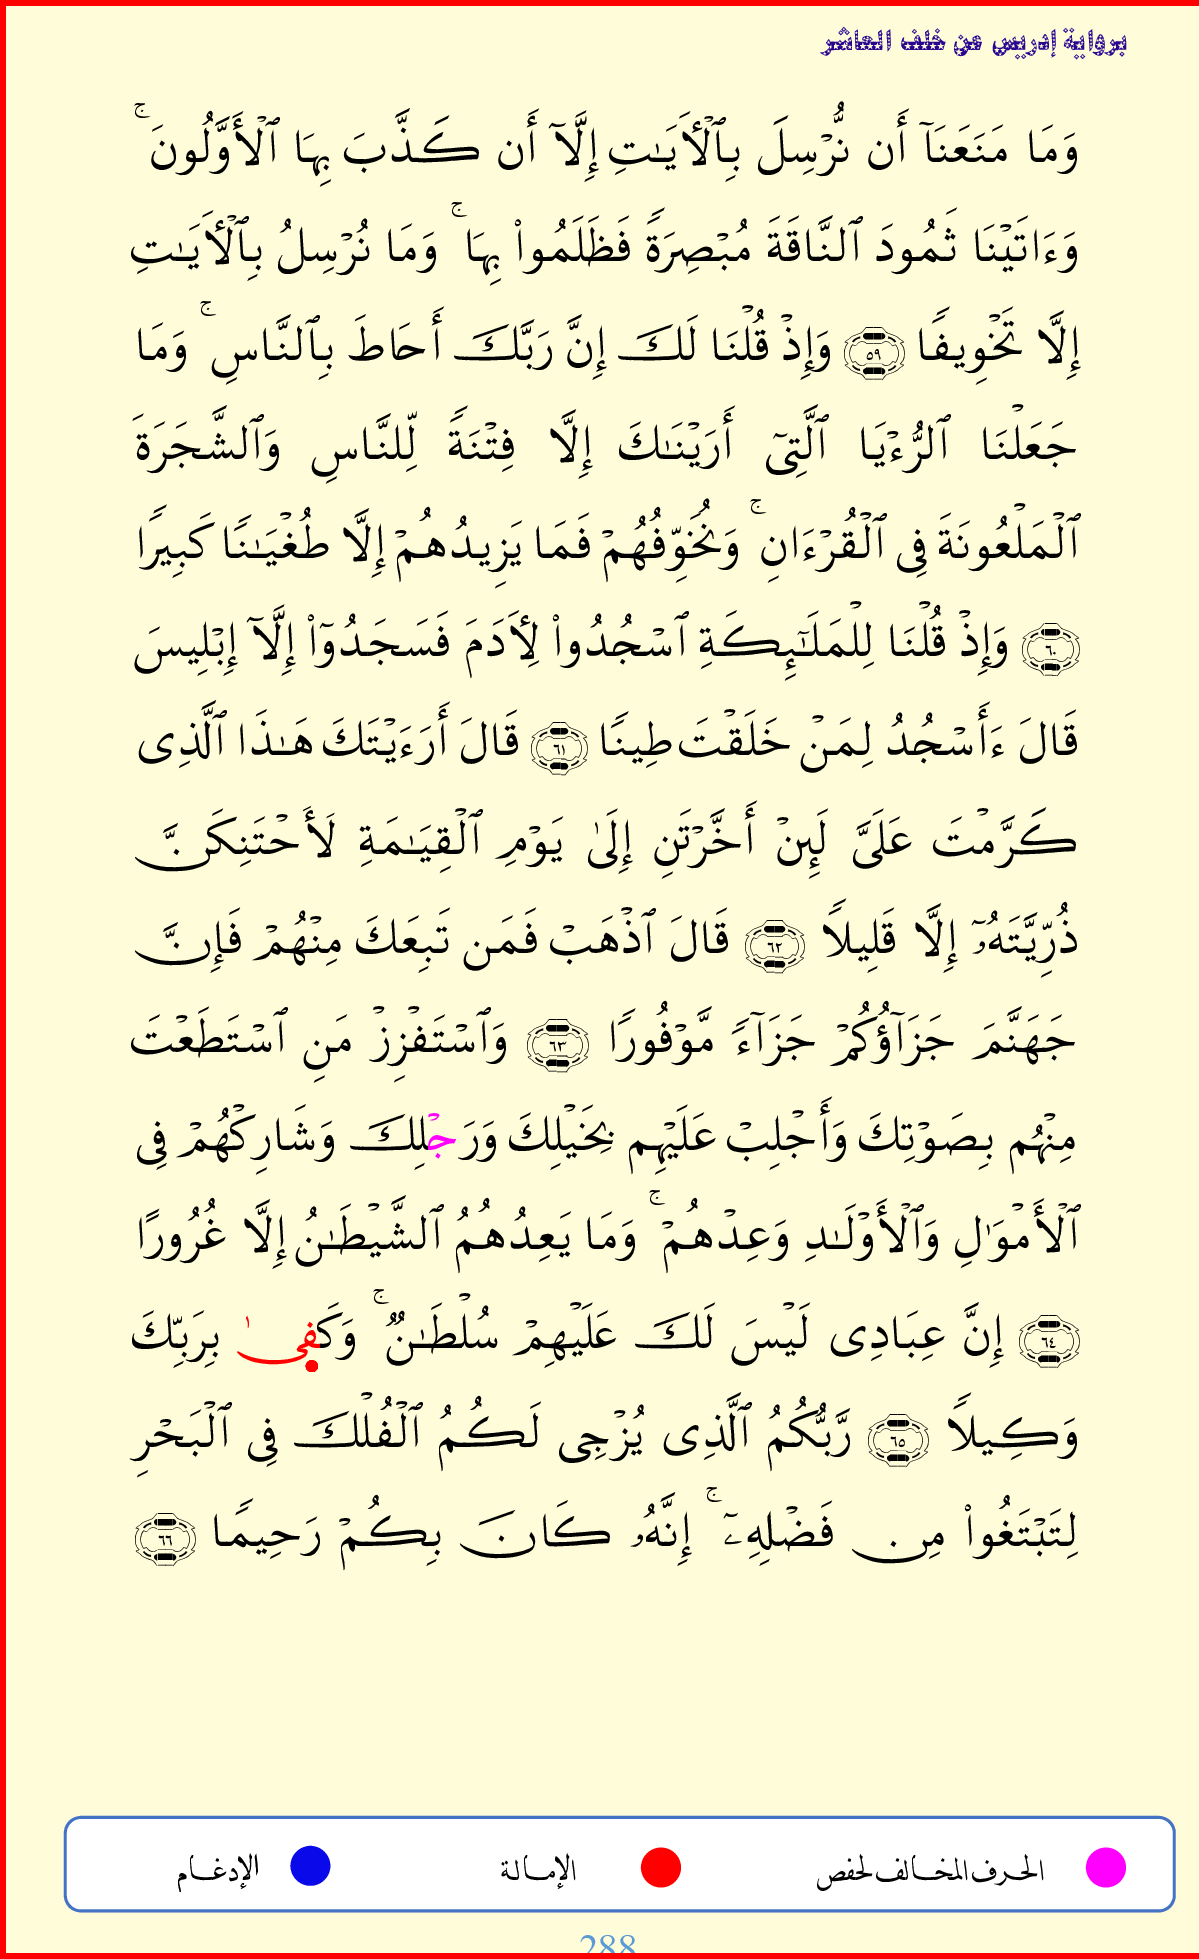 برواية إدريس عن خلف العاشر
وَمَا مَنَعَنَآ أَن نُّرۡسِلَ بِٱلۡأٓيَٰتِ إِلَّآ أَن كَذَّبَ بِهَا ٱلۡأَوَّلُونَۚ
وَءَاتَيۡنَا ثَمُودَ ٱلنَّاقَةَ مُبۡصِرَةٗ فَظَلَمُواْ بِهَاۚ وَمَا نُرۡسِلُ بِٱلۡأٓيَٰتِ
إِلَّا تَخۡوِيفٗا ٥٩ وَإِذۡ قُلۡنَا لَكَ إِنَّ رَبَّكَ أَحَاطَ بِٱلنَّاسِۚ وَمَا
جَعَلۡنَا ٱلرُّءۡيَا ٱلَّتِيٓ أَرَيۡنَٰكَ إِلَّا فِتۡنَةٗ لِّلنَّاسِ وَٱلشَّجَرَةَ
ٱلۡمَلۡعُونَةَ فِي ٱلۡقُرۡءَانِۚ وَنُخَوِّفُهُمۡ فَمَا يَزِيدُهُمۡ إِلَّا طُغۡيَٰنٗا كَبِيرٗا
٦٠ وَإِذۡ قُلۡنَا لِلۡمَلَٰٓئِكَةِ ٱسۡجُدُواْ لِأٓدَمَ فَسَجَدُوٓاْ إِلَّآ إِبۡلِيسَ
قَالَ ءَأَسۡجُدُ لِمَنۡ خَلَقۡتَ طِينٗا ٦١ قَالَ أَرَءَيۡتَكَ هَٰذَا ٱلَّذِي
كَرَّمۡتَ عَلَيَّ لَئِنۡ أَخَّرۡتَنِ إِلَىٰ يَوۡمِ ٱلۡقِيَٰمَةِ لَأَحۡتَنِكَنَّ
ذُرِّيَّتَهُۥٓ إِلَّا قَلِيلٗا ٦٢ قَالَ ٱذۡهَبۡ فَمَن تَبِعَكَ مِنۡهُمۡ فَإِنَّ
جَهَنَّمَ جَزَآؤُكُمۡ جَزَآءٗ مَّوۡفُورٗا ٦٣ وَٱسۡتَفۡزِزۡ مَنِ ٱسۡتَطَعۡتَ
مِنۡهُم بِصَوۡتِكَ وَأَجۡلِبۡ عَلَيۡهِم بِخَيۡلِكَ وَرَجۡلِكَ وَشَارِكۡهُمۡ فِي
ٱلۡأَمۡوَٰلِ وَٱلۡأَوۡلَٰدِ وَعِدۡهُمۡۚ وَمَا يَعِدُهُمُ ٱلشَّيۡطَٰنُ إِلَّا غُرُورٗا
٦٤ إِنَّ عِبَادِي لَيۡسَ لَكَ عَلَيۡهِمۡ سُلۡطَٰنٞۚ وَكَفَىٰ بِرَبِّكَ
وَكِيلٗا ٦٥ رَّبُّكُمُ ٱلَّذِي يُزۡجِي لَكُمُ ٱلۡفُلۡكَ فِي ٱلۡبَحۡرِ
لِتَبۡتَغُواْ مِن فَضۡلِهِۦٓۚ إِنَّهُۥ كَانَ بِكُمۡ رَحِيمٗا ٦٦
الحرف المخالف لحفص الإمالة الإدغام
288